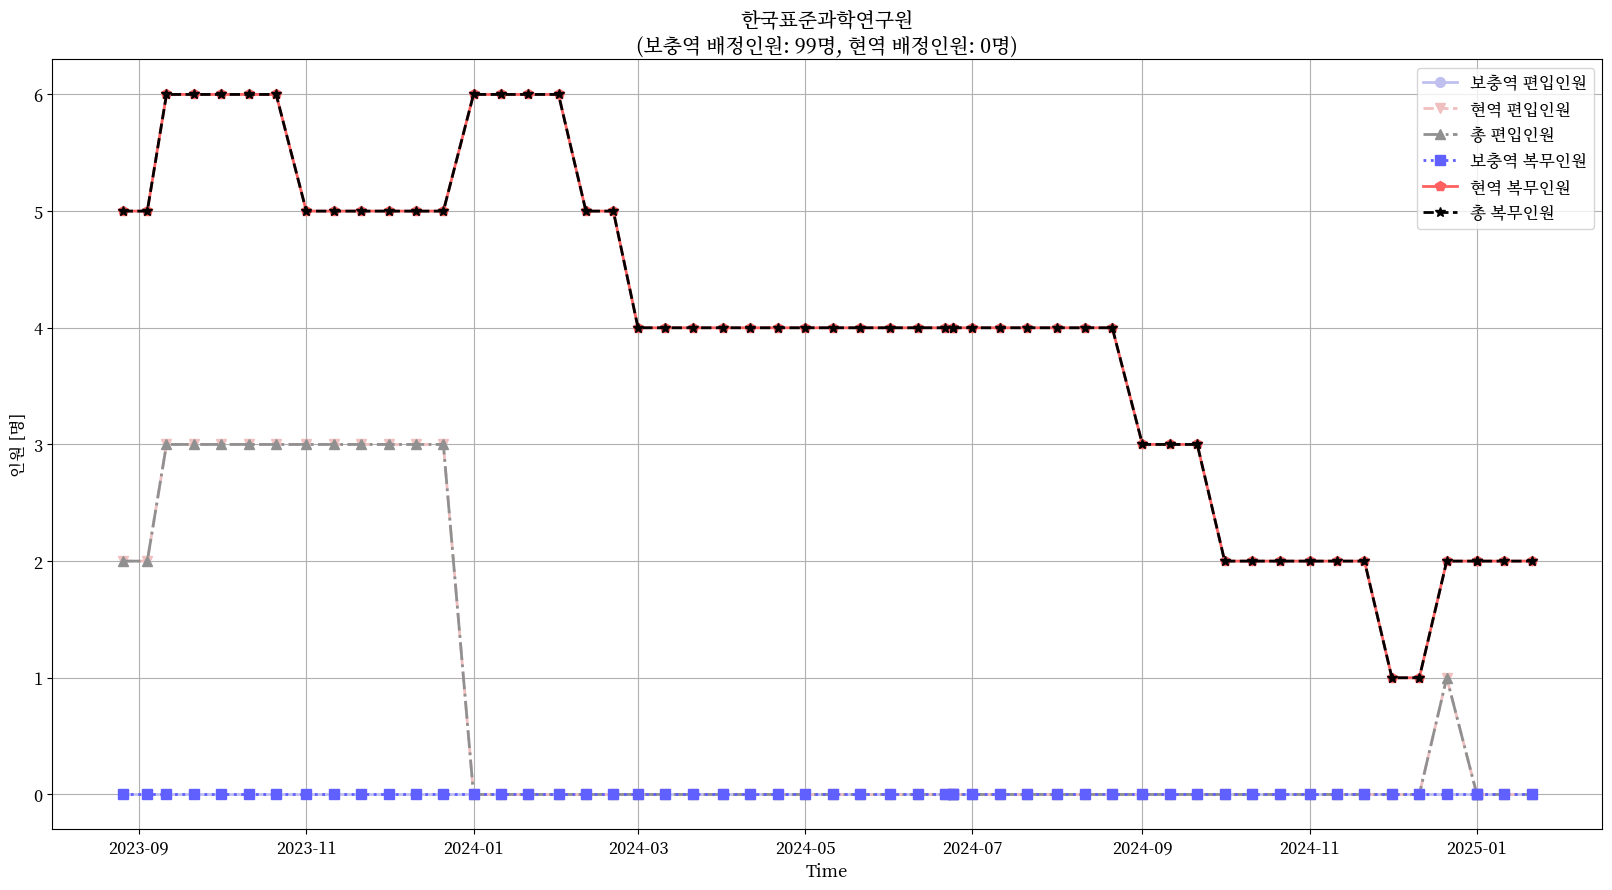 한국표준과학연구원
(보충역 배정인원: 99명, 현역 배정인원: 0명)
보충역 편입인원
현역 편입인원
총 편입인원
보충역 복무인원
현역 복무인원
총 복무인원
인원 [명]
6
5
4
3
2
1
0
2023-09 2023-11 2024-01 2024-03 2024-05 2024-07 2024-09 2024-11 2025-01
Time